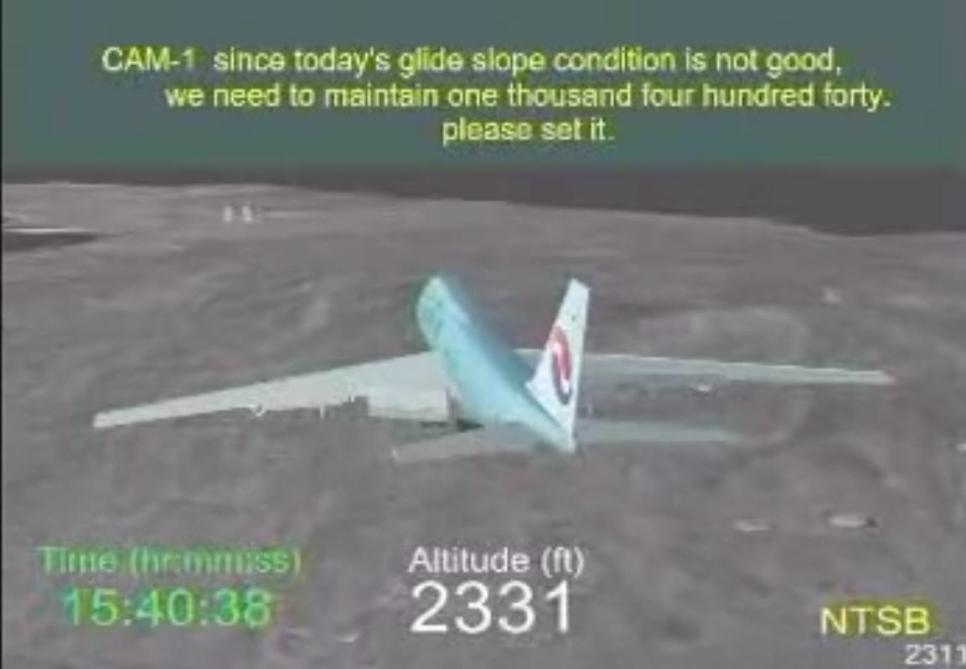 CAM-1 since today's glide slope condition is not good,
we need to maintain one thousand four hundred forty.
please set it.
Time (hr:mm:ss)
15:40:38
Altitude (ft)
2331
NTSB
2311